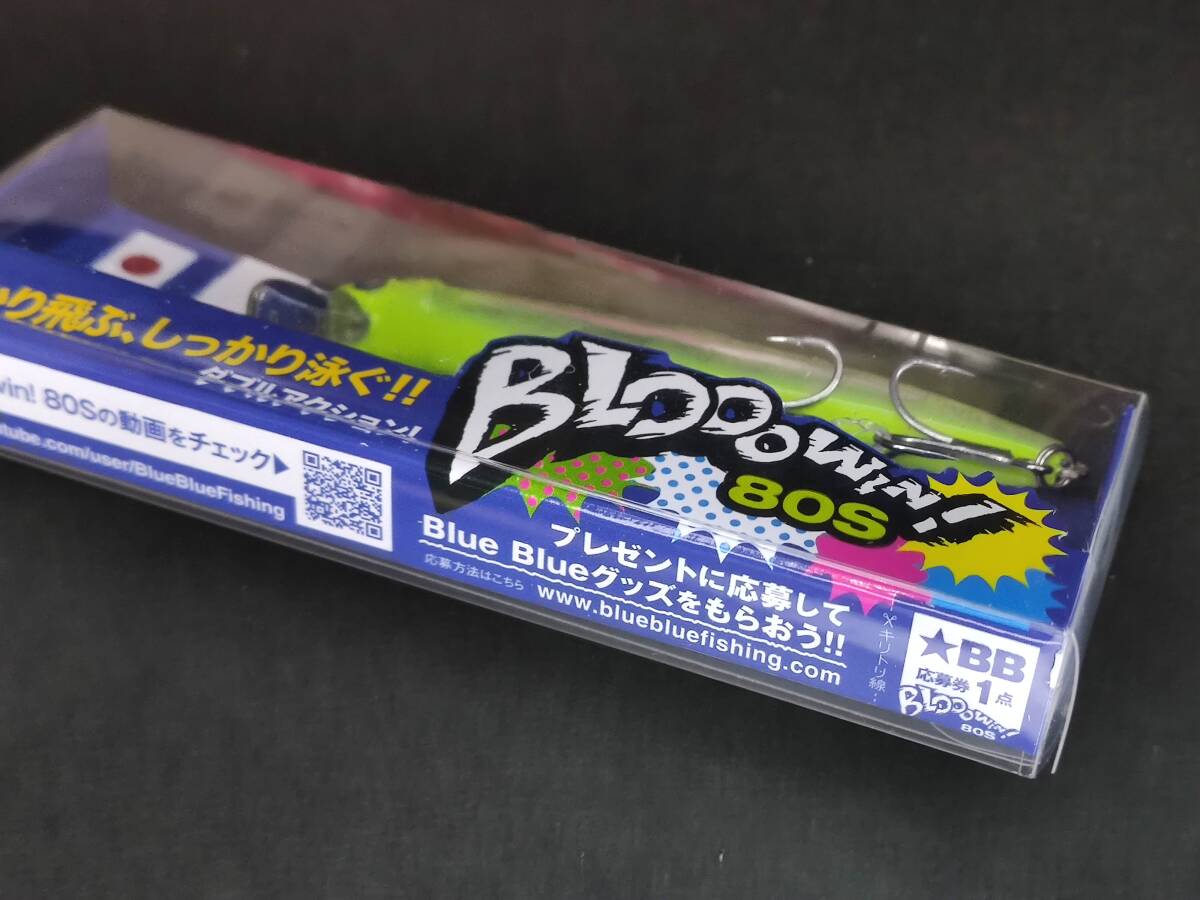 かり飛ぶ、しっかり泳ぐ!!
ダブルアクション!
win! 80Sの動画をチェック▶
utube.com/user/BlueBlueFishing
BLOOOWIN!
80S
プレゼントに応募して
Blue Blueグッズをもらおう!!
応募方法はこちら www.bluebluefishing.com
✂キリトリ線
★BB
応募券1点
BLOOOWIN!
80S